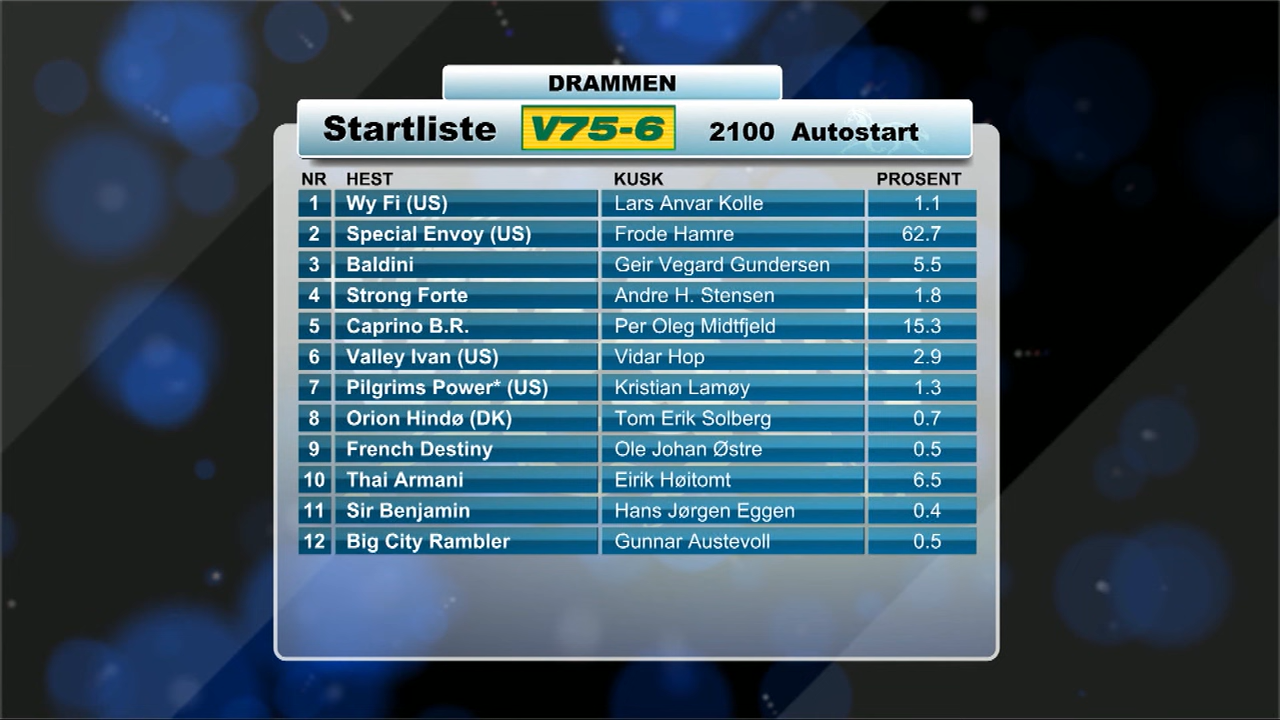 DRAMMEN
Startliste V75-6 2100 Autostart
NR HEST KUSK PROSENT
1 Wy Fi (US) Lars Anvar Kolle 1.1
2 Special Envoy (US) Frode Hamre 62.7
3 Baldini Geir Vegard Gundersen 5.5
4 Strong Forte Andre H. Stensen 1.8
5 Caprino B.R. Per Oleg Midtfjeld 15.3
6 Valley Ivan (US) Vidar Hop 2.9
7 Pilgrims Power* (US) Kristian Lamøy 1.3
8 Orion Hindø (DK) Tom Erik Solberg 0.7
9 French Destiny Ole Johan Østre 0.5
10 Thai Armani Eirik Høitomt 6.5
11 Sir Benjamin Hans Jørgen Eggen 0.4
12 Big City Rambler Gunnar Austevoll 0.5